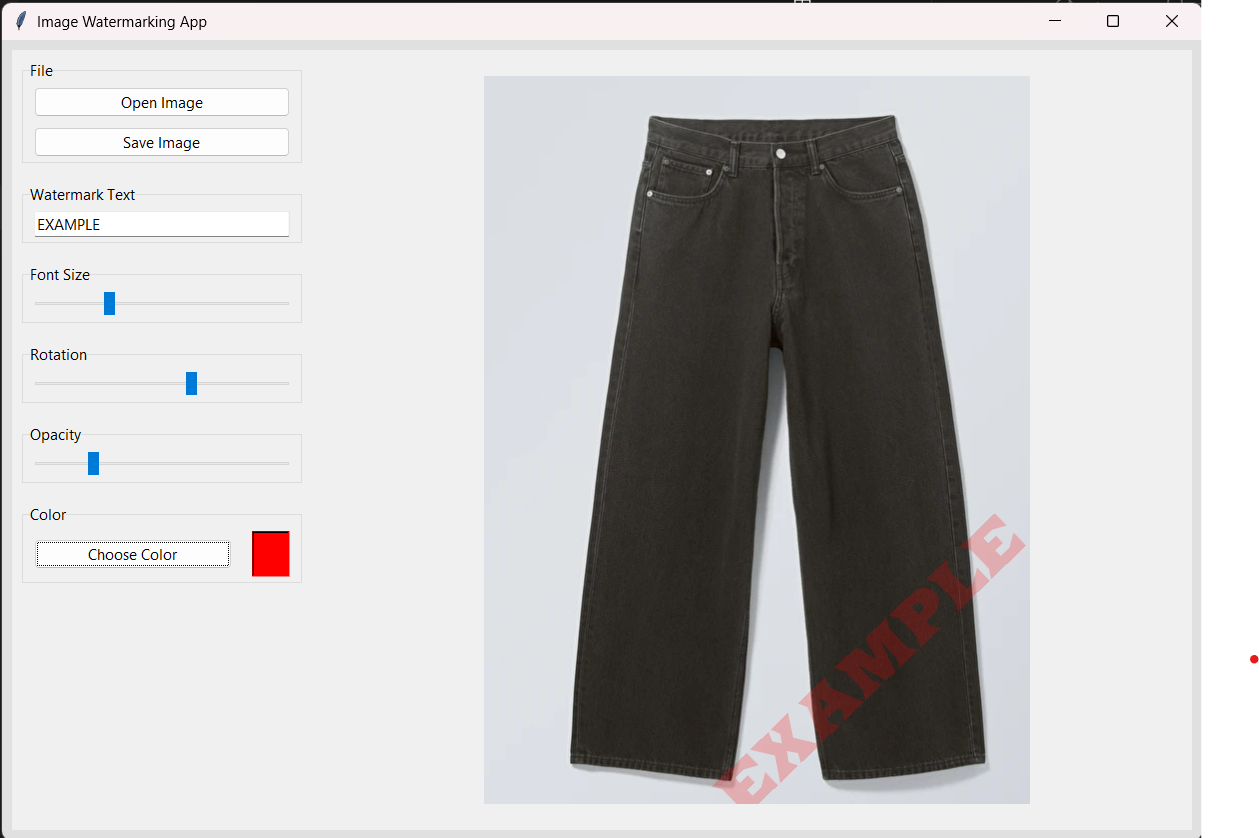 Image Watermarking App
File
Open Image
Save Image
Watermark Text
EXAMPLE
Font Size
Rotation
Opacity
Color
Choose Color
EXAMPLE